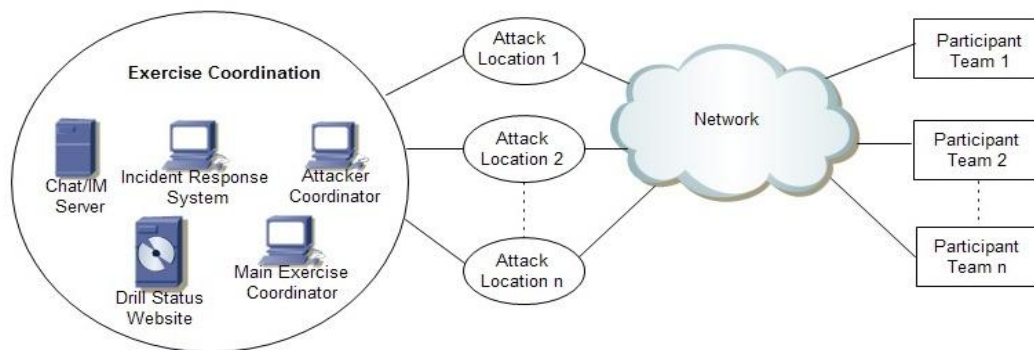 Exercise Coordination
Chat/IM
Server
Incident Response
System
Attacker
Coordinator
Drill Status
Website
Main Exercise
Coordinator
Attack
Location 1
Attack
Location 2
Attack
Location n
Network
Participant
Team 1
Participant
Team 2
Participant
Team n